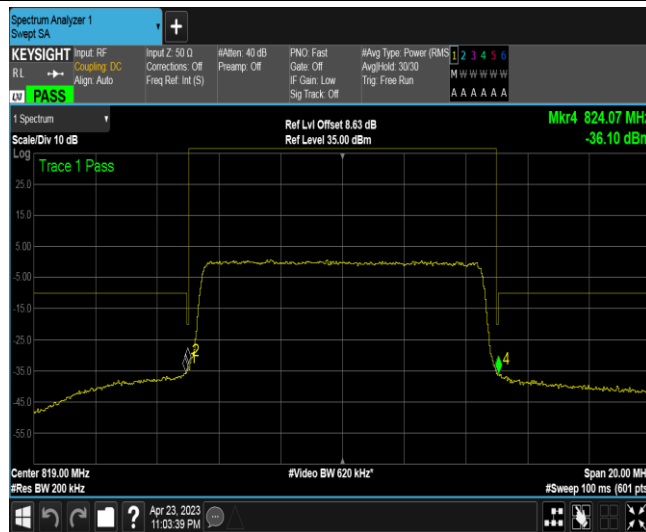 Spectrum Analyzer 1
Swept SA
+
KEYSIGHT
RL
LXI PASS
Input: RF
Coupling: DC
Align: Auto
Input Z: 50 Ω
Corrections: Off
Freq Ref: Int (S)
#Atten: 40 dB
Preamp: Off
PNO: Fast
Gate: Off
IF Gain: Low
Sig Track: Off
#Avg Type: Power (RMS
Avg|Hold: 30/30
Trig: Free Run
1 2 3 4 5 6
M W W W W W
A A A A A A
1 Spectrum
Scale/Div 10 dB
Ref Lvl Offset 8.63 dB
Ref Level 35.00 dBm
Mkr4 824.07 MHz
-36.10 dBm
Log
Trace 1 Pass
25.0
15.0
5.00
-5.00
-15.0
-25.0
-35.0
-45.0
-55.0
2
4
Center 819.00 MHz
#Res BW 200 kHz
#Video BW 620 kHz*
Span 20.00 MH
#Sweep 100 ms (601 pts
?
Apr 23, 2023
11:03:39 PM